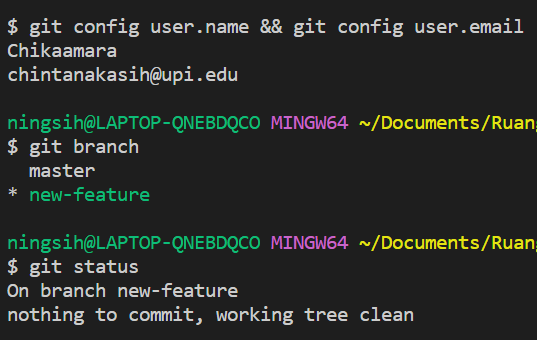 $ git config user.name && git config user.email
Chikaamara
chintanakasih@upi.edu
ningsih@LAPTOP-QNEBDQCO MINGW64 ~/Documents/Ruang
$ git branch
  master
* new-feature
ningsih@LAPTOP-QNEBDQCO MINGW64 ~/Documents/Ruang
$ git status
On branch new-feature
nothing to commit, working tree clean